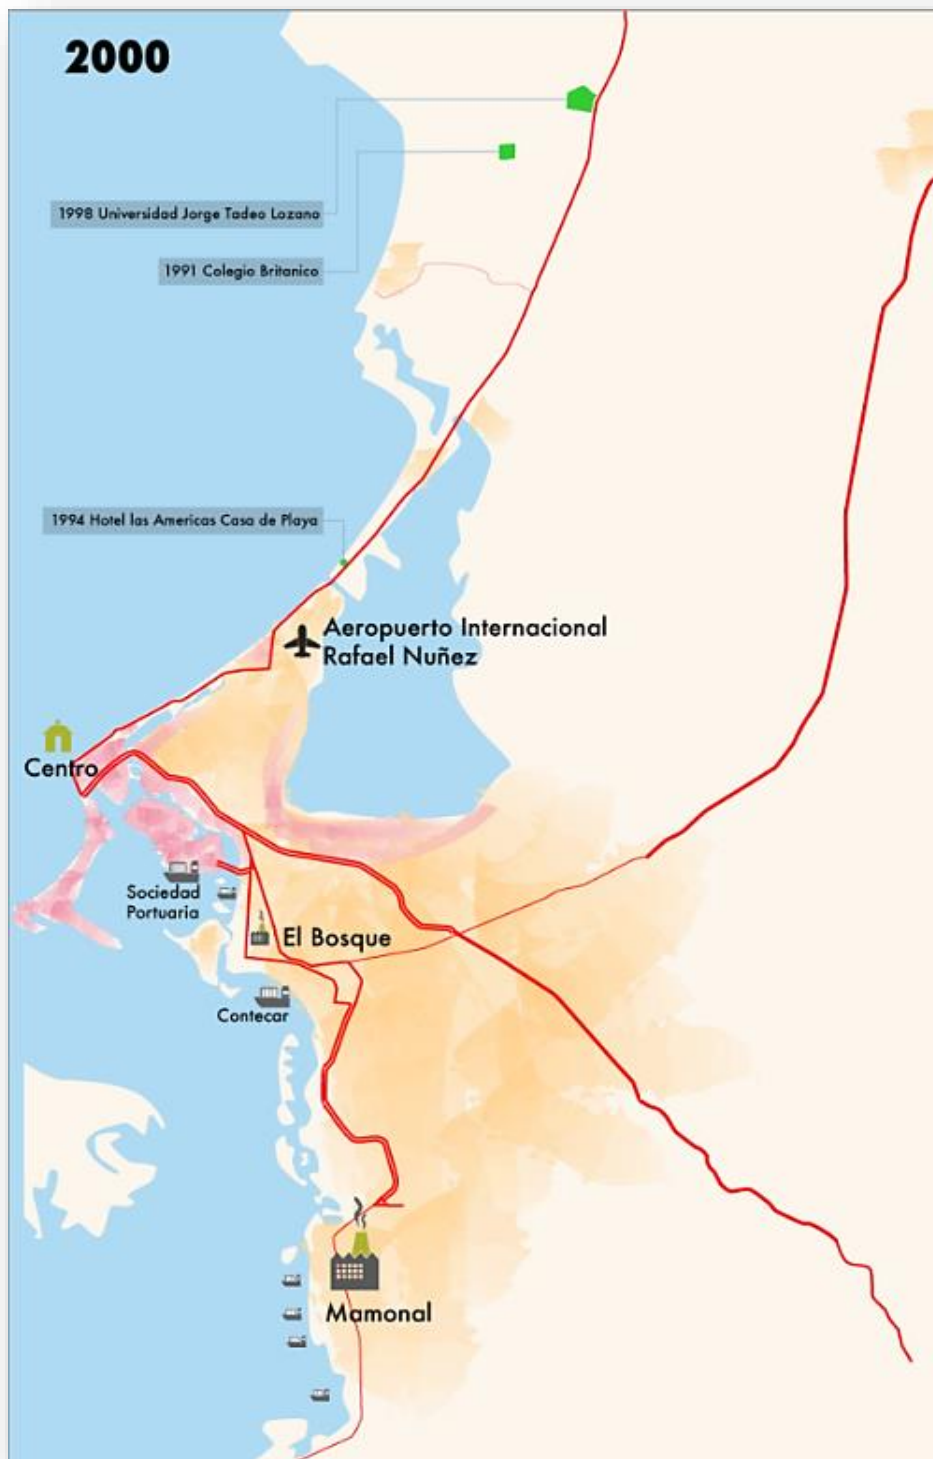 2000
1998 Universidad Jorge Tadeo Lozano
1991 Colegio Britanico
1994 Hotel las Americas Casa de Playa
Aeropuerto Internacional
Rafael Nuñez
Centro
Sociedad
Portuaria
El Bosque
Contecar
Mamonal